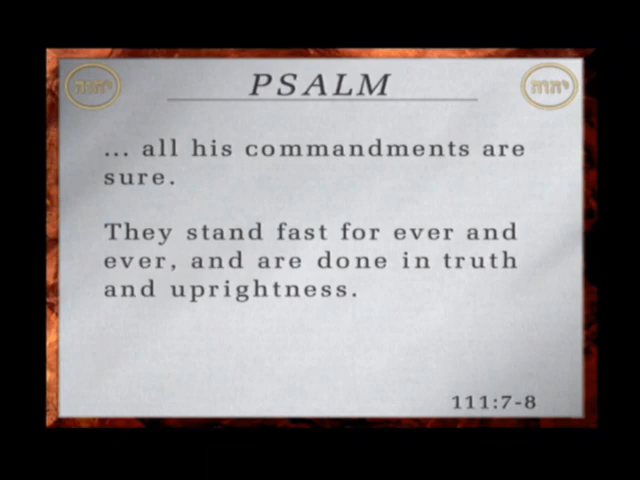 יהוה PSALM יהוה
... all his commandments are
sure.
They stand fast for ever and
ever, and are done in truth
and uprightness.
111:7-8